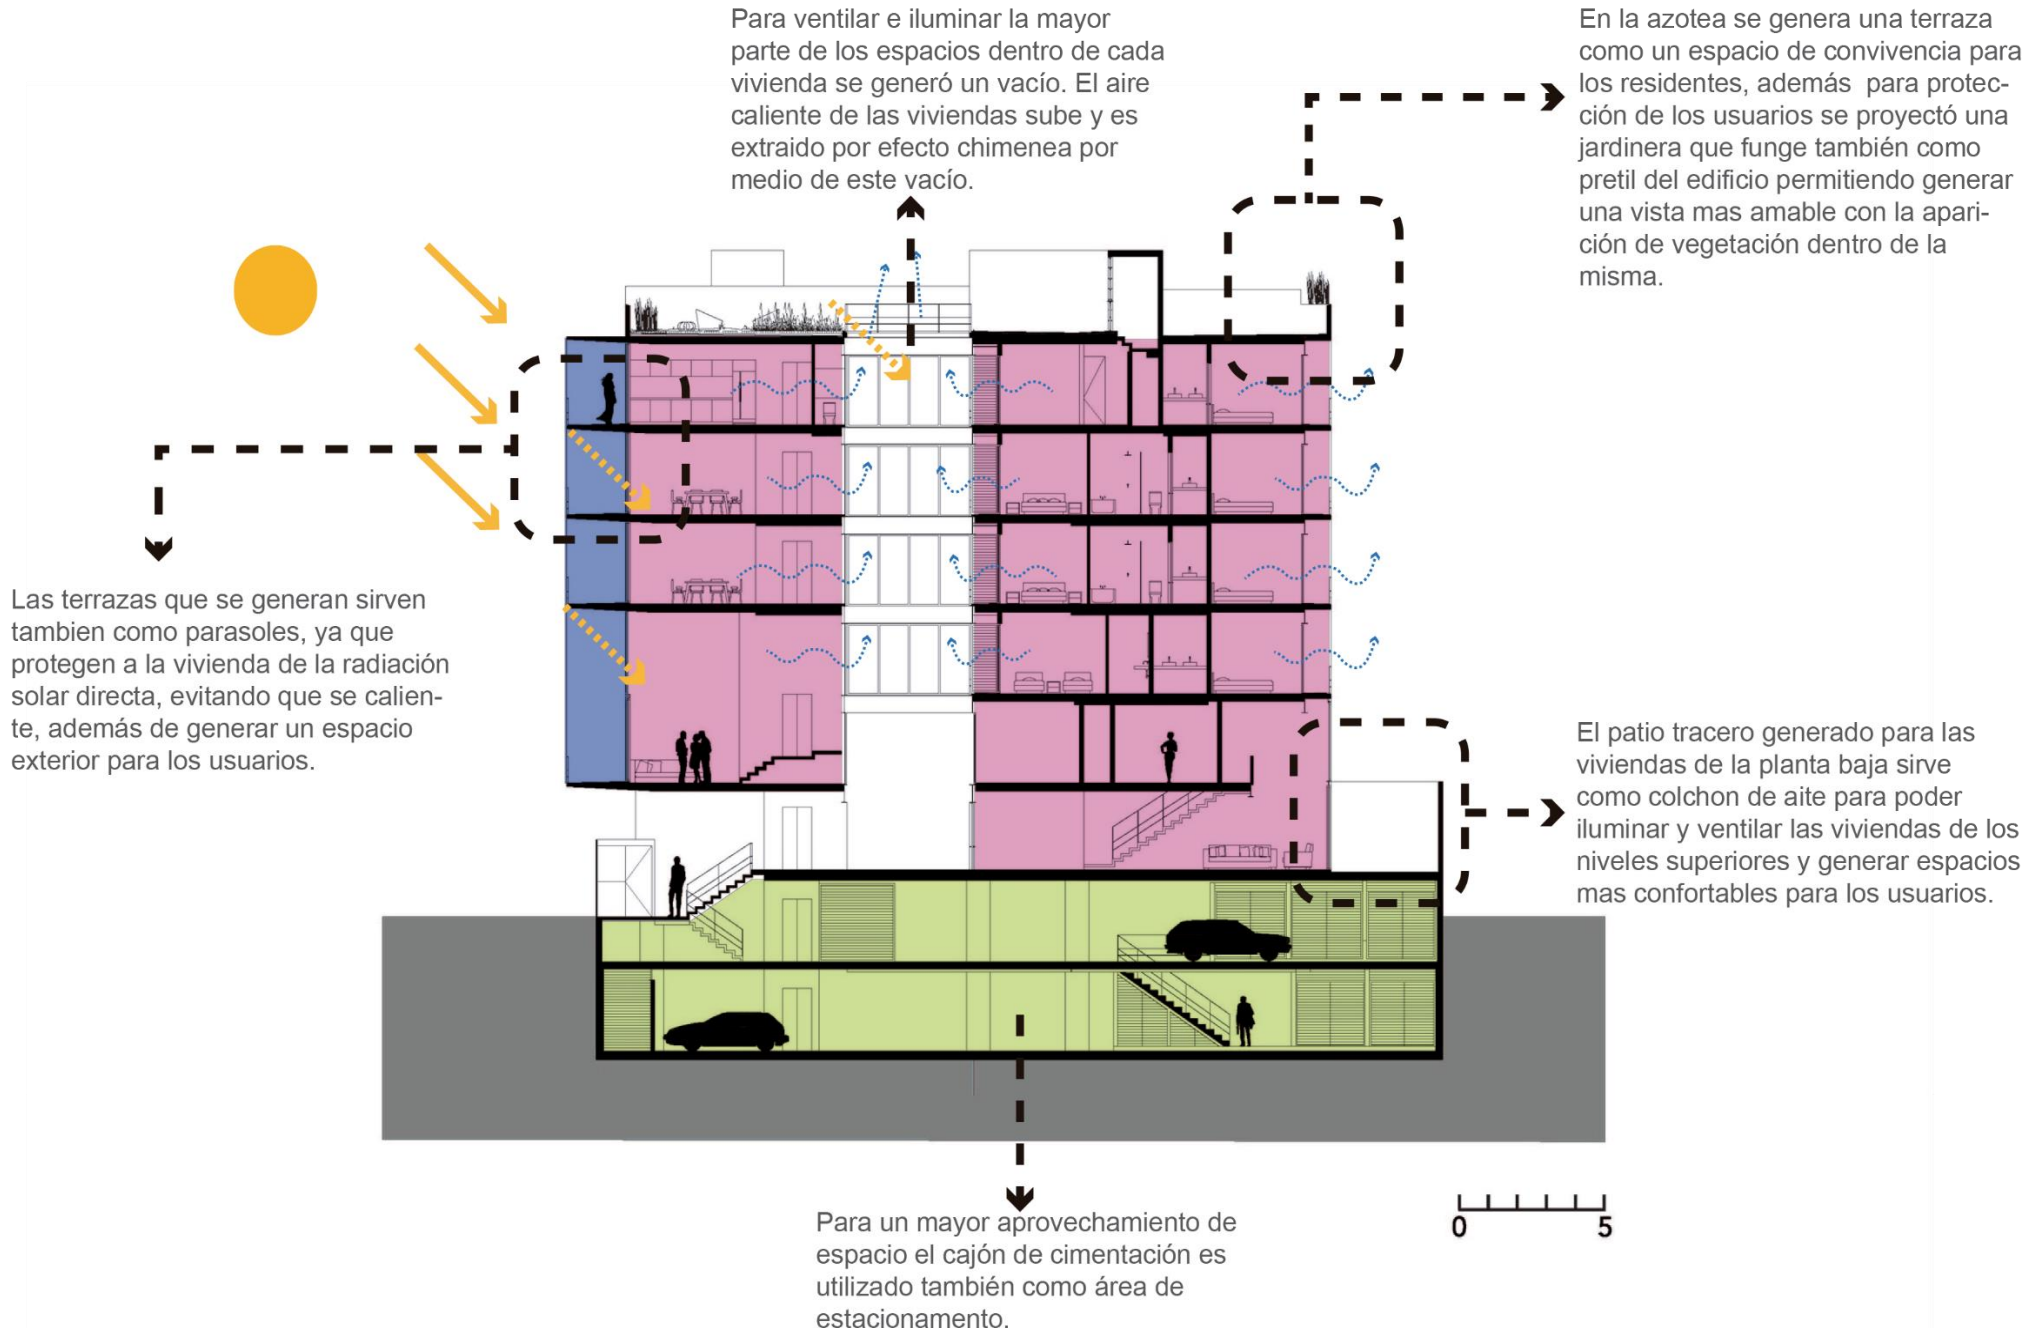 Para ventilar e iluminar la mayor
parte de los espacios dentro de cada
vivienda se generó un vacío. El aire
caliente de las viviendas sube y es
extraido por efecto chimenea por
medio de este vacío.
En la azotea se genera una terraza
como un espacio de convivencia para
los residentes, además para protec-
ción de los usuarios se proyectó una
jardinera que funge también como
pretil del edificio permitiendo generar
una vista mas amable con la apari-
ción de vegetación dentro de la
misma.
Las terrazas que se generan sirven
tambien como parasoles, ya que
protegen a la vivienda de la radiación
solar directa, evitando que se calien-
te, además de generar un espacio
exterior para los usuarios.
El patio tracero generado para las
viviendas de la planta baja sirve
como colchon de aite para poder
iluminar y ventilar las viviendas de los
niveles superiores y generar espacios
mas confortables para los usuarios.
Para un mayor aprovechamiento de
espacio el cajón de cimentación es
utilizado también como área de
estacionamento.
0 5